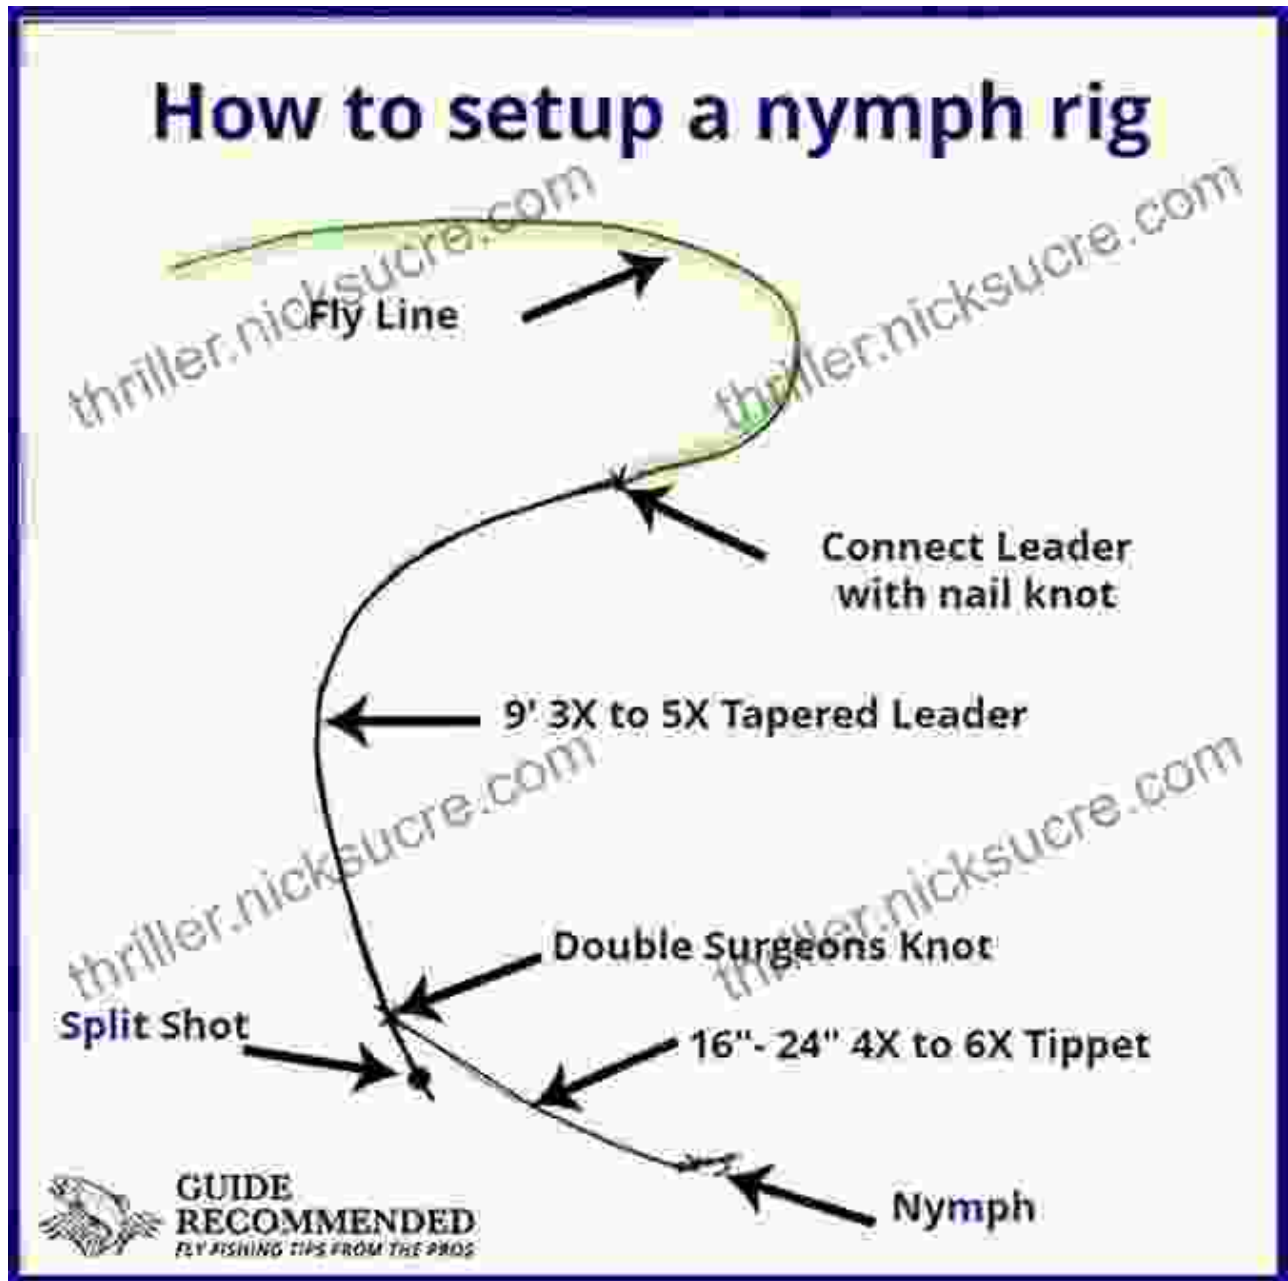 How to setup a nymph rig
thriller.nicksucre.com
thriller.nicksucre.com
Fly Line
Connect Leader
with nail knot
9' 3X to 5X Tapered Leader
thriller.nicksucre.com
thriller.nicksucre.com
Double Surgeons Knot
Split Shot
16"- 24" 4X to 6X Tippet
Nymph
GUIDE
RECOMMENDED
FLY FISHING TIPS FROM THE PROS